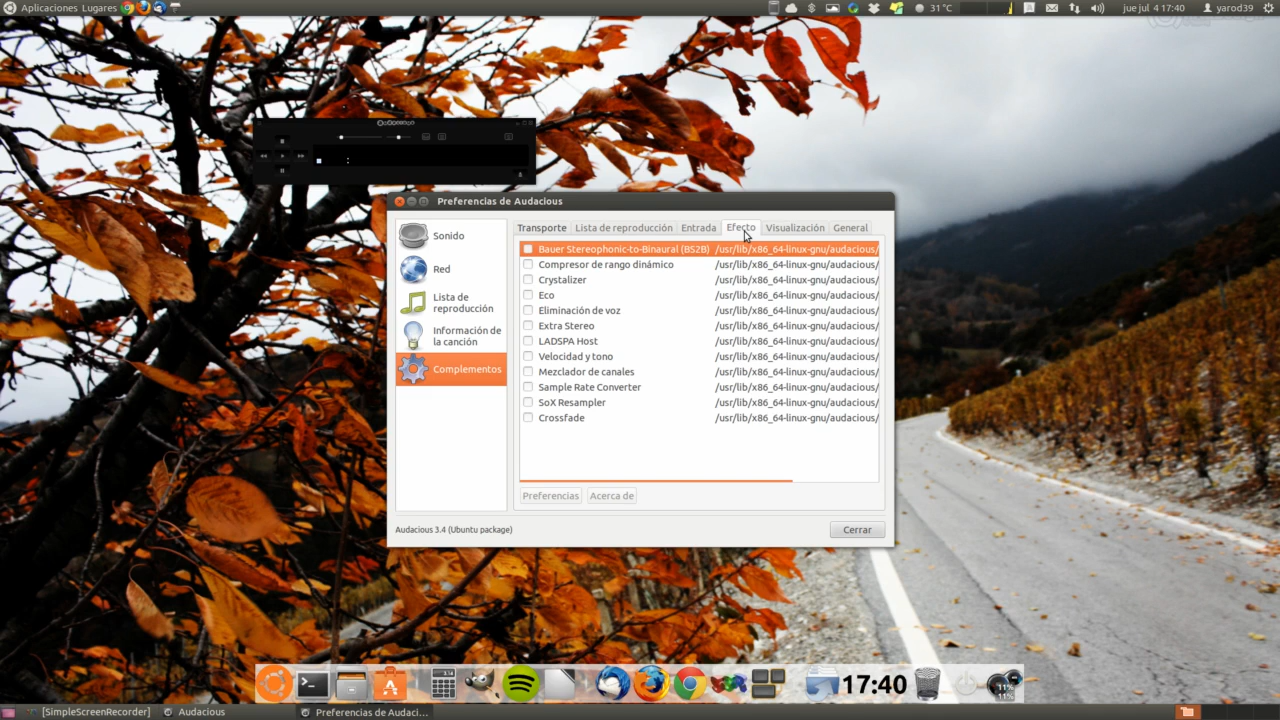 Aplicaciones Lugares
31 °C
jue jul 4 17:40
yarod39
Preferencias de Audacious
Sonido
Red
Lista de
reproducción
Información de
la canción
Complementos
Transporte Lista de reproducción Entrada Efecto Visualización General
Bauer Stereophonic-to-Binaural (BS2B) /usr/lib/x86_64-linux-gnu/audacious/
Compresor de rango dinámico /usr/lib/x86_64-linux-gnu/audacious/
Crystalizer /usr/lib/x86_64-linux-gnu/audacious/
Eco /usr/lib/x86_64-linux-gnu/audacious/
Eliminación de voz /usr/lib/x86_64-linux-gnu/audacious/
Extra Stereo /usr/lib/x86_64-linux-gnu/audacious/
LADSPA Host /usr/lib/x86_64-linux-gnu/audacious/
Velocidad y tono /usr/lib/x86_64-linux-gnu/audacious/
Mezclador de canales /usr/lib/x86_64-linux-gnu/audacious/
Sample Rate Converter /usr/lib/x86_64-linux-gnu/audacious/
SoX Resampler /usr/lib/x86_64-linux-gnu/audacious/
Crossfade /usr/lib/x86_64-linux-gnu/audacious/
Preferencias Acerca de
Audacious 3.4 (Ubuntu package)
Cerrar
17:40
11%
11%
[SimpleScreenRecorder] Audacious Preferencias de Audaci...